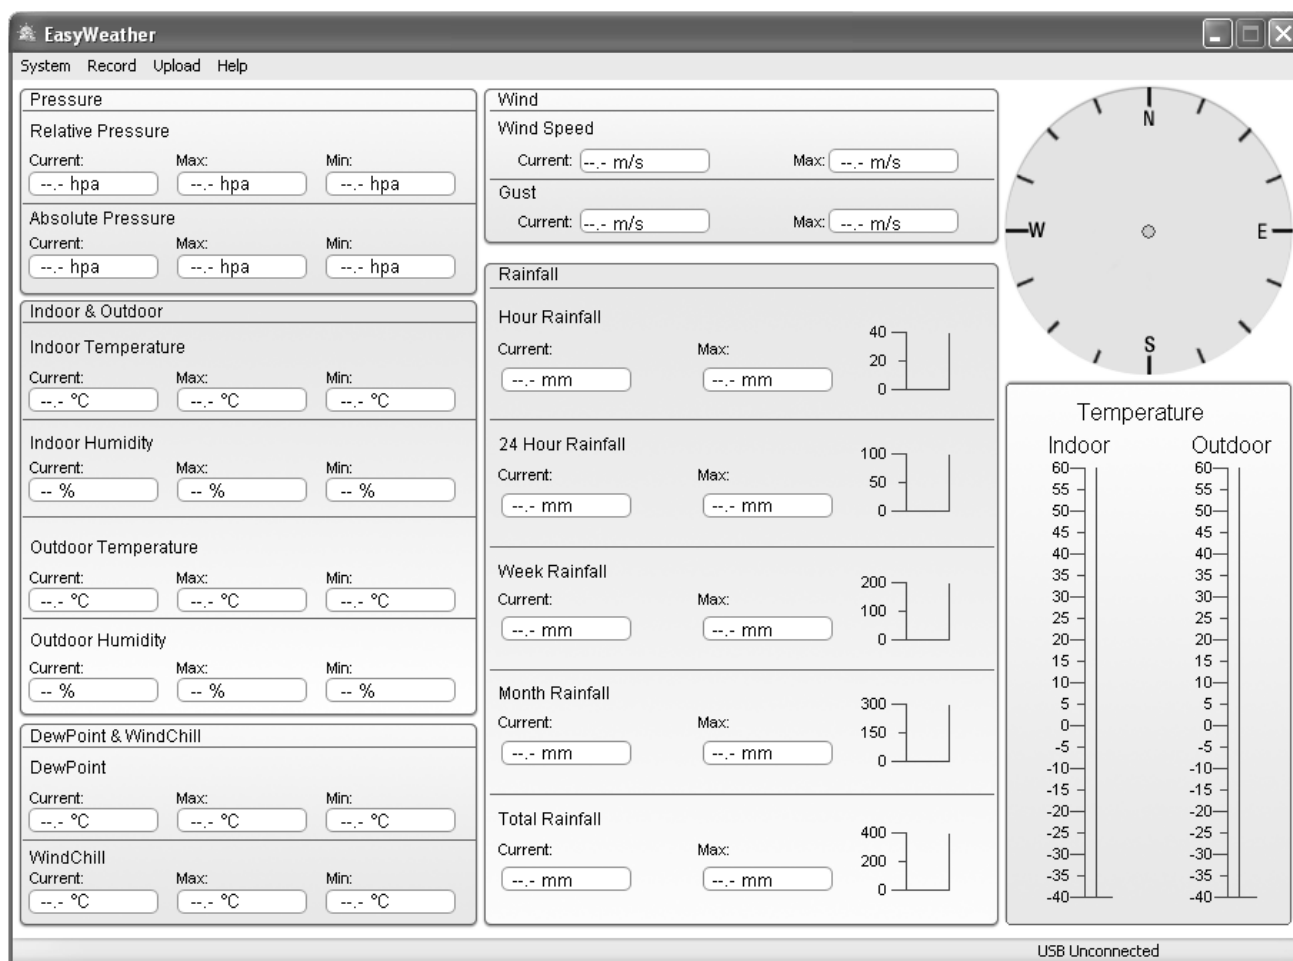 EasyWeather
System Record Upload Help
Pressure
Relative Pressure
Current: Max: Min:
--.- hpa --.- hpa --.- hpa
Absolute Pressure
Current: Max: Min:
--.- hpa --.- hpa --.- hpa
Indoor & Outdoor
Indoor Temperature
Current: Max: Min:
--.- °C --.- °C --.- °C
Indoor Humidity
Current: Max: Min:
-- % -- % -- %
Outdoor Temperature
Current: Max: Min:
--.- °C --.- °C --.- °C
Outdoor Humidity
Current: Max: Min:
-- % -- % -- %
DewPoint & WindChill
DewPoint
Current: Max: Min:
--.- °C --.- °C --.- °C
WindChill
Current: Max: Min:
--.- °C --.- °C --.- °C
Wind
Wind Speed
Current: --.- m/s Max: --.- m/s
Gust
Current: --.- m/s Max: --.- m/s
Rainfall
Hour Rainfall
Current: Max:
--.- mm --.- mm
40
20
0
24 Hour Rainfall
Current: Max:
--.- mm --.- mm
100
50
0
Week Rainfall
Current: Max:
--.- mm --.- mm
200
100
0
Month Rainfall
Current: Max:
--.- mm --.- mm
300
150
0
Total Rainfall
Current: Max:
--.- mm --.- mm
400
200
0
N
W E
S
Temperature
Indoor Outdoor
60 60
55 55
50 50
45 45
40 40
35 35
30 30
25 25
20 20
15 15
10 10
5 5
0 0
-5 -5
-10 -10
-15 -15
-20 -20
-25 -25
-30 -30
-35 -35
-40 -40
USB Unconnected